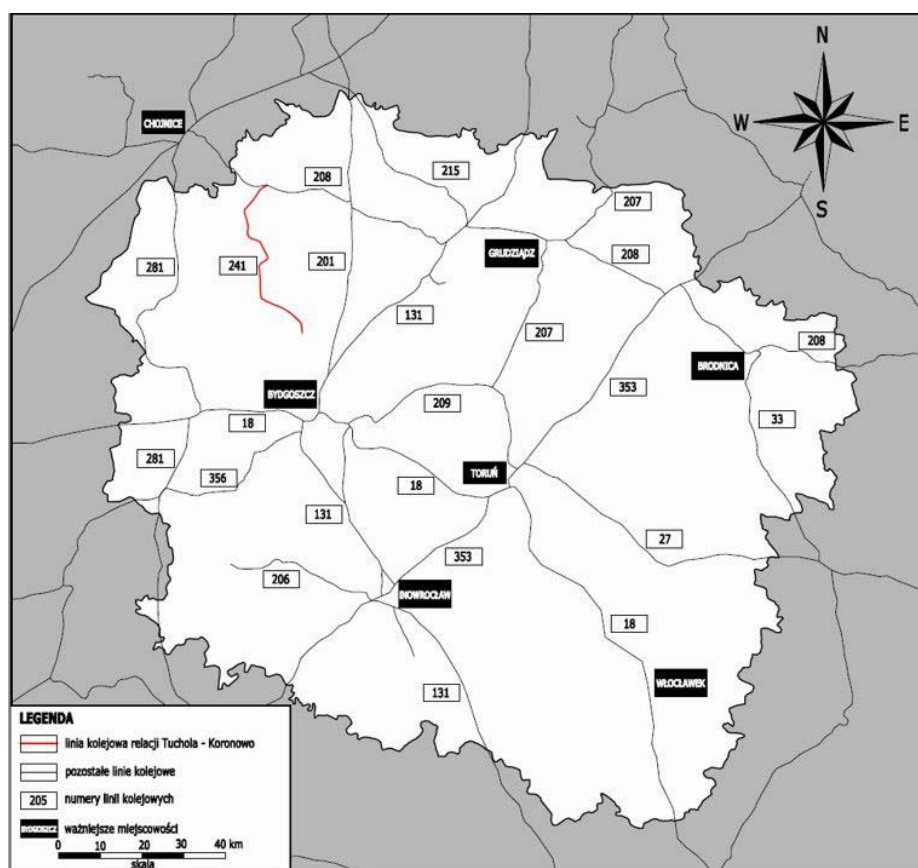 N
CHOJNICE
W E
S
208
215
207
281
241
201
GRUDZIĄDZ
208
131
207
208
BRODNICA
353
BYDGOSZCZ
209
33
18
281
TORUŃ
356
18
131
27
353
206
INOWROCŁAW
18
WŁOCŁAWEK
131
LEGENDA
linia kolejowa relacji Tuchola - Koronowo
pozostałe linie kolejowe
205 numery linii kolejowych
BYDGOSZCZ ważniejsze miejscowości
0 10 20 30 40 km
skala